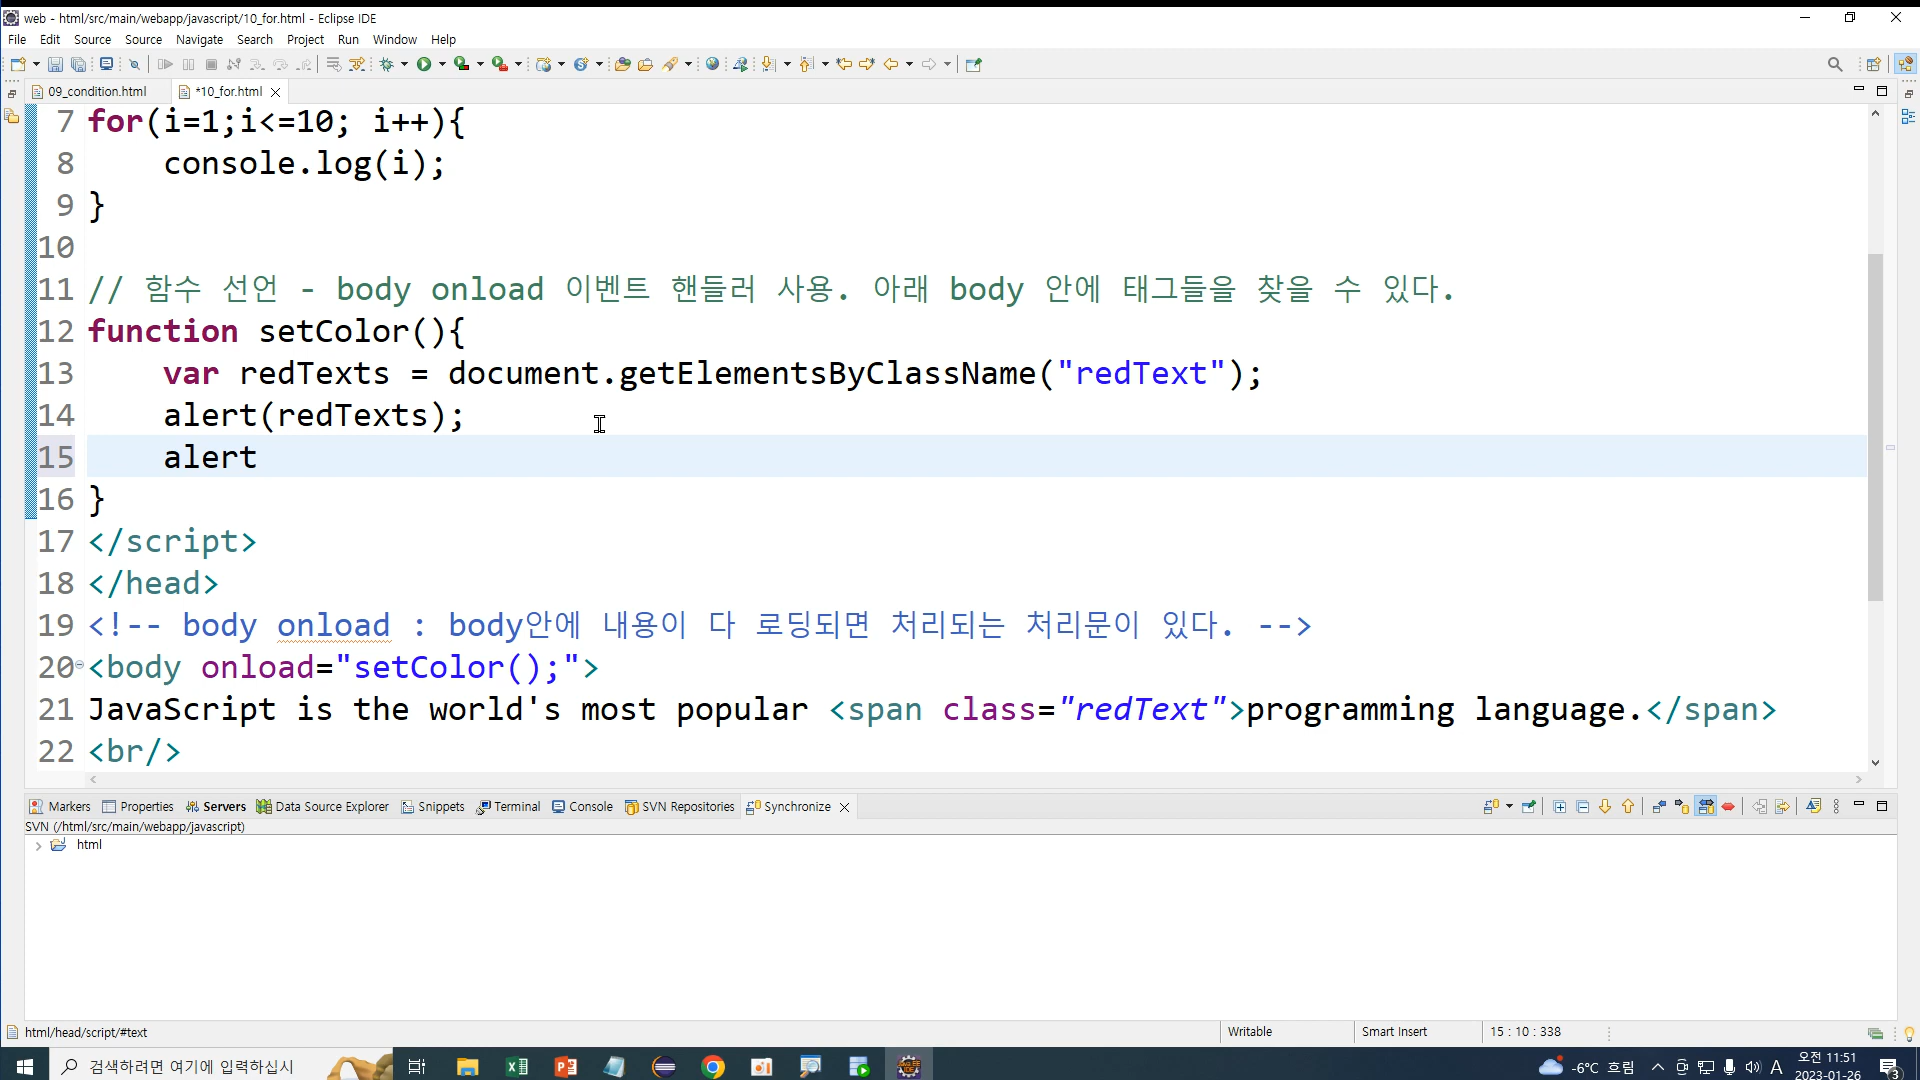 web - html/src/main/webapp/javascript/10_for.html - Eclipse IDE
File Edit Source Source Navigate Search Project Run Window Help
09_condition.html *10_for.html
7 for(i=1;i<=10; i++){
8 console.log(i);
9 }
10
11 // 함수 선언 - body onload 이벤트 핸들러 사용. 아래 body 안에 태그들을 찾을 수 있다.
12 function setColor(){
13 var redTexts = document.getElementsByClassName("redText");
14 alert(redTexts);
15 alert
16 }
17 </script>
18 </head>
19 <!-- body onload : body안에 내용이 다 로딩되면 처리되는 처리문이 있다. -->
20 <body onload="setColor();">
21 JavaScript is the world's most popular <span class="redText">programming language.</span>
22 <br/>
Markers Properties Servers Data Source Explorer Snippets Terminal Console SVN Repositories Synchronize
SVN (/html/src/main/webapp/javascript)
html
html/head/script/#text Writable Smart Insert 15 : 10 : 338
검색하려면 여기에 입력하십시 -6°C 흐림 A 오전 11:51
2023-01-26 3